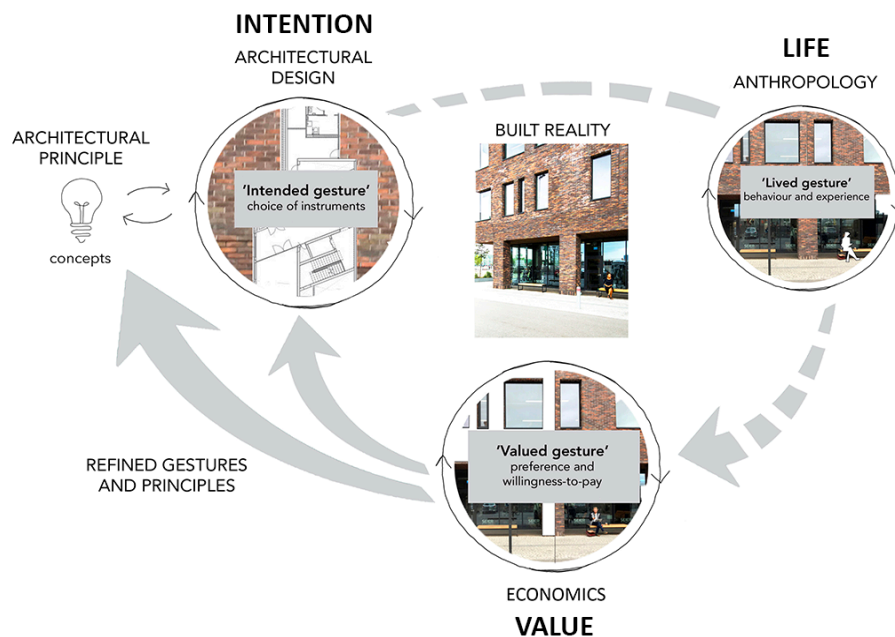 INTENTION
ARCHITECTURAL
DESIGN
LIFE
ANTHROPOLOGY
ARCHITECTURAL
PRINCIPLE
concepts
'Intended gesture'
choice of instruments
BUILT REALITY
'Lived gesture'
behaviour and experience
'Valued gesture'
preference and
willingness-to-pay
REFINED GESTURES
AND PRINCIPLES
ECONOMICS
VALUE